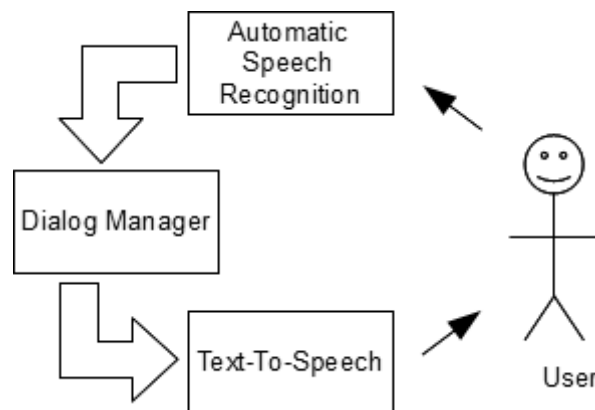 Automatic
Speech
Recognition
Dialog Manager
Text-To-Speech
User